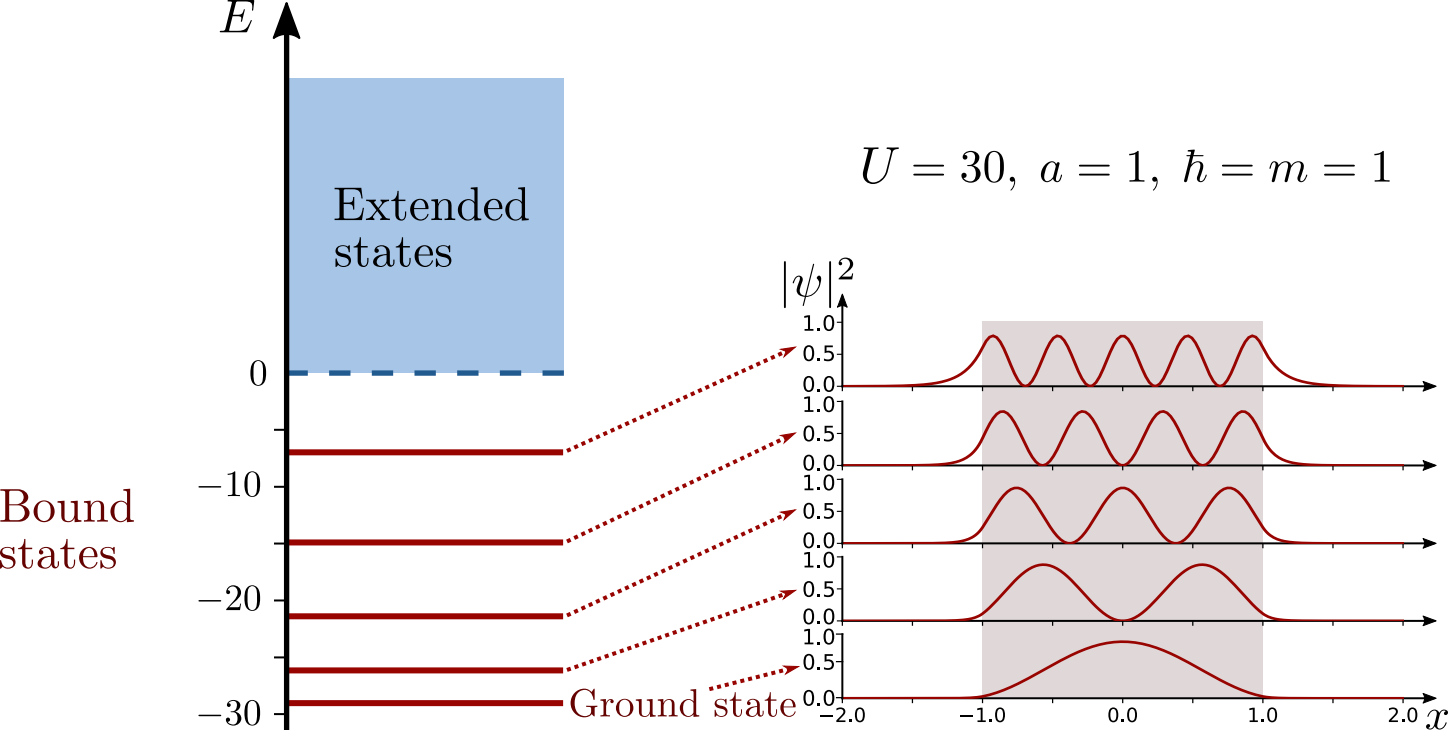 E
Extended
states
0
−10
−20
−30
Bound
states
Ground state
U = 30, a = 1, ħ = m = 1
|ψ|²
1.0
0.5
0.0
1.0
0.5
0.0
1.0
0.5
0.0
1.0
0.5
0.0
1.0
0.5
0.0
−2.0 −1.0 0.0 1.0 2.0 x